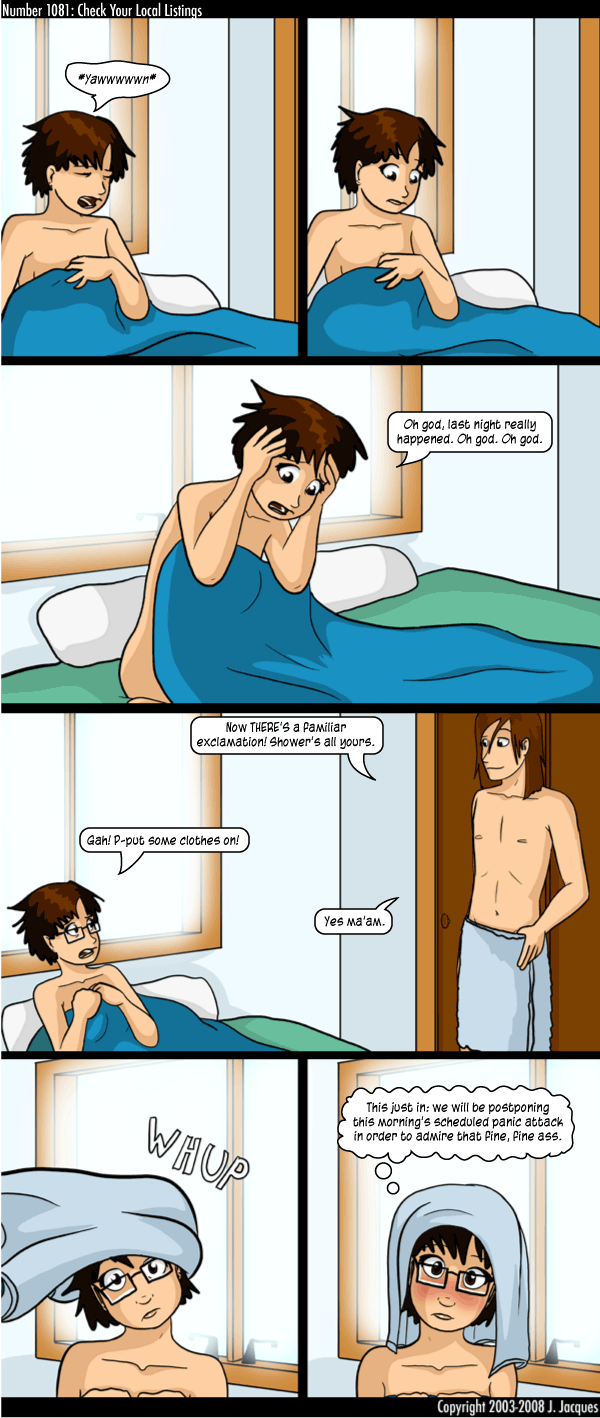 Number 1081: Check Your Local Listings
*Yawwwwwn*
Oh god, last night really
happened. Oh god. Oh god.
Now THERE'S a familiar
exclamation! Shower's all yours.
Gah! P-put some clothes on!
Yes ma'am.
WHUP
This just in: we will be postponing
this morning's scheduled panic attack
in order to admire that fine, fine ass.
Copyright 2003-2008 J. Jacques